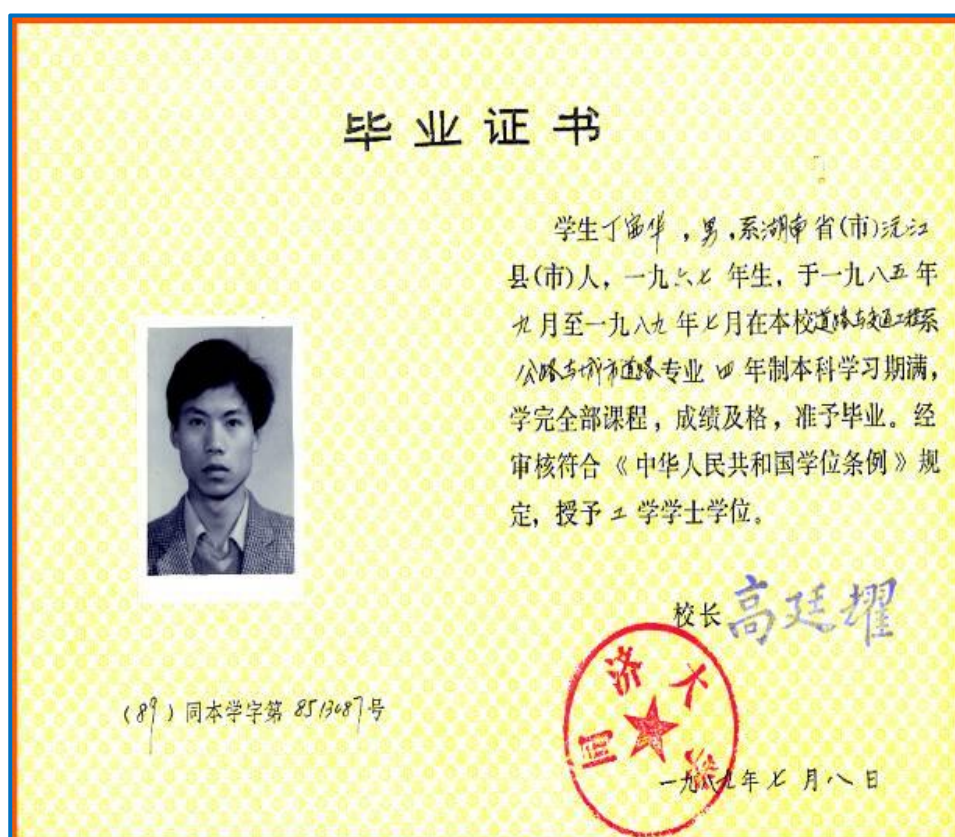 毕业证书
学生丁富华，男，系湖南省(市)沅江
县(市)人，一九六七年生，于一九八五年
九月至一九八九年七月在本校道路与交通工程系
公路与城市道路专业四年制本科学习期满，
学完全部课程，成绩及格，准予毕业。经
审核符合《中华人民共和国学位条例》规
定，授予工学学士学位。
校长 高廷耀
同济大学
(89)同本学字第8513087号
一九八九年七月八日